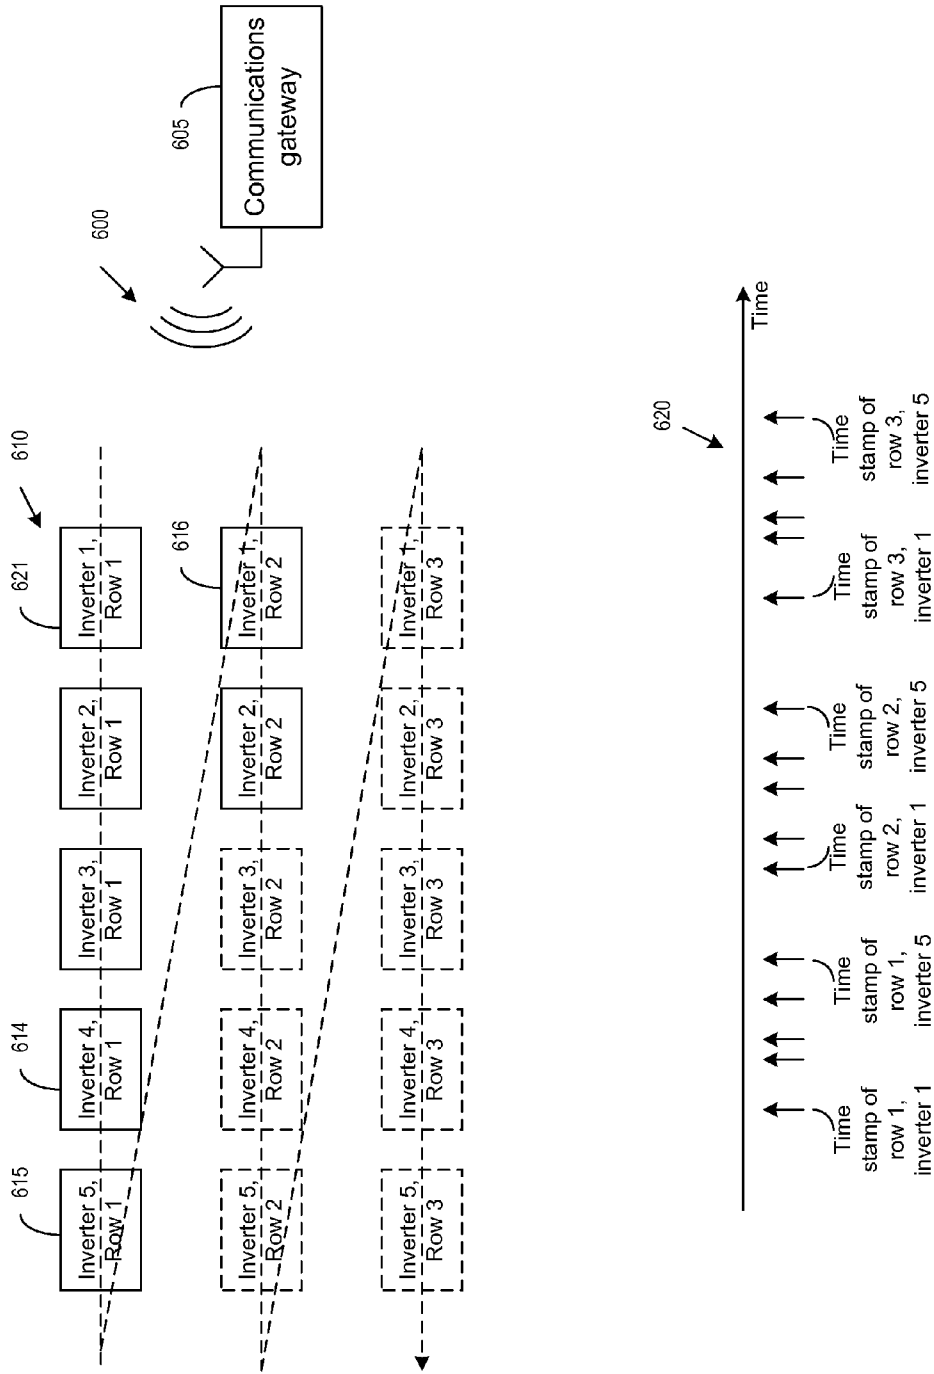 600
605
Communications
gateway
610
621
Inverter 1,
Row 1
Inverter 2,
Row 1
Inverter 3,
Row 1
614
Inverter 4,
Row 1
615
Inverter 5,
Row 1
616
Inverter 1,
Row 2
Inverter 2,
Row 2
Inverter 3,
Row 2
Inverter 4,
Row 2
Inverter 5,
Row 2
Inverter 1,
Row 3
Inverter 2,
Row 3
Inverter 3,
Row 3
Inverter 4,
Row 3
Inverter 5,
Row 3
620
Time
Time
stamp of
row 1,
inverter 1
Time
stamp of
row 1,
inverter 5
Time
stamp of
row 2,
inverter 1
Time
stamp of
row 2,
inverter 5
Time
stamp of
row 3,
inverter 1
Time
stamp of
row 3,
inverter 5